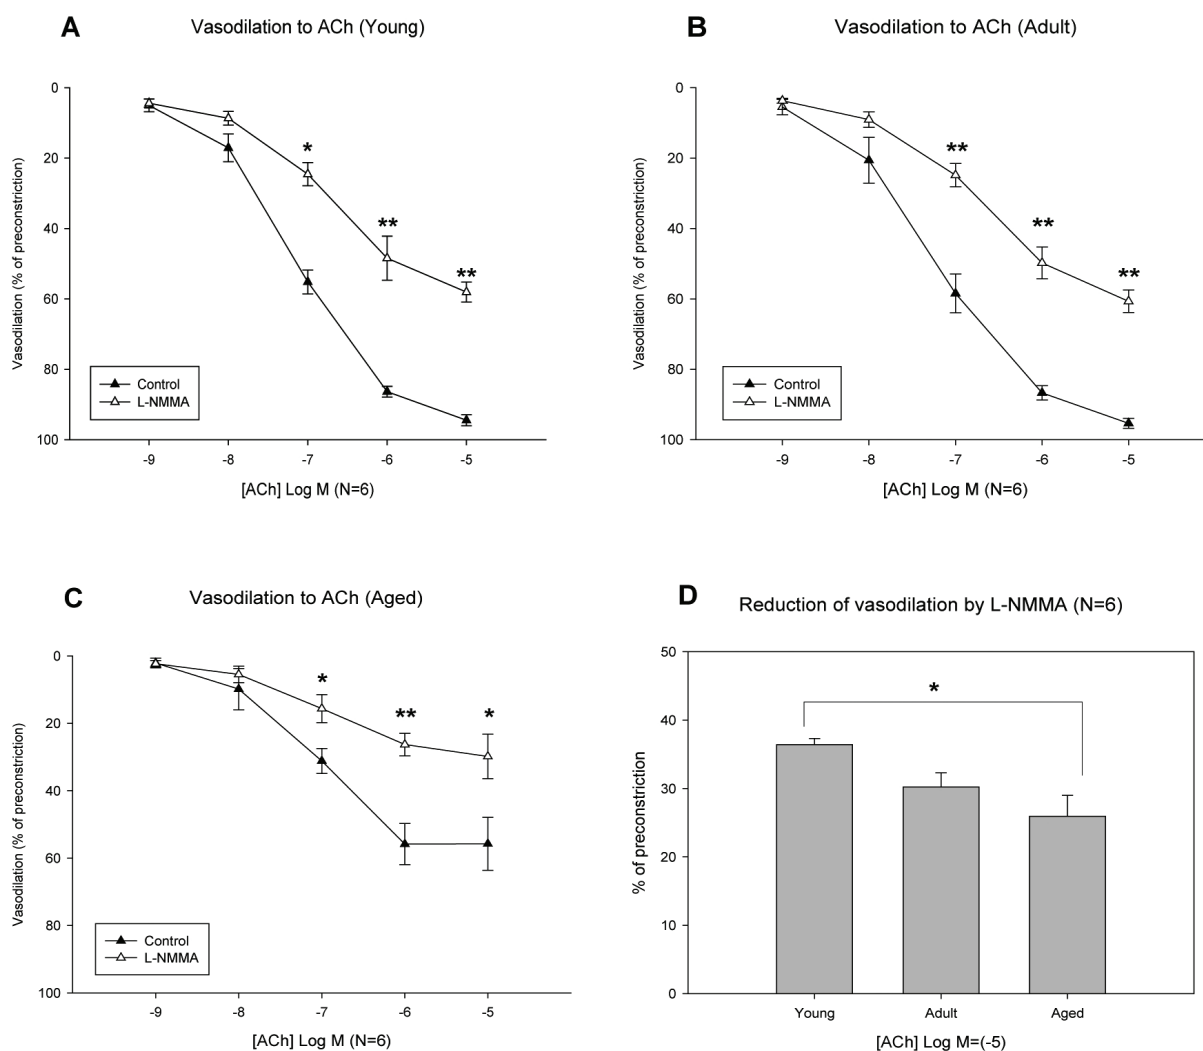 A
Vasodilation to ACh (Young)
Vasodilation (% of preconstriction)
0
20
40
60
80
100
*
**
**
Control
L-NMMA
-9 -8 -7 -6 -5
[ACh] Log M (N=6)
B
Vasodilation to ACh (Adult)
Vasodilation (% of preconstriction)
0
20
40
60
80
100
**
**
**
Control
L-NMMA
-9 -8 -7 -6 -5
[ACh] Log M (N=6)
C
Vasodilation to ACh (Aged)
Vasodilation (% of preconstriction)
0
20
40
60
80
100
*
**
*
Control
L-NMMA
-9 -8 -7 -6 -5
[ACh] Log M (N=6)
D
Reduction of vasodilation by L-NMMA (N=6)
% of preconstriction
50
40
30
20
10
0
*
Young Adult Aged
[ACh] Log M=(-5)